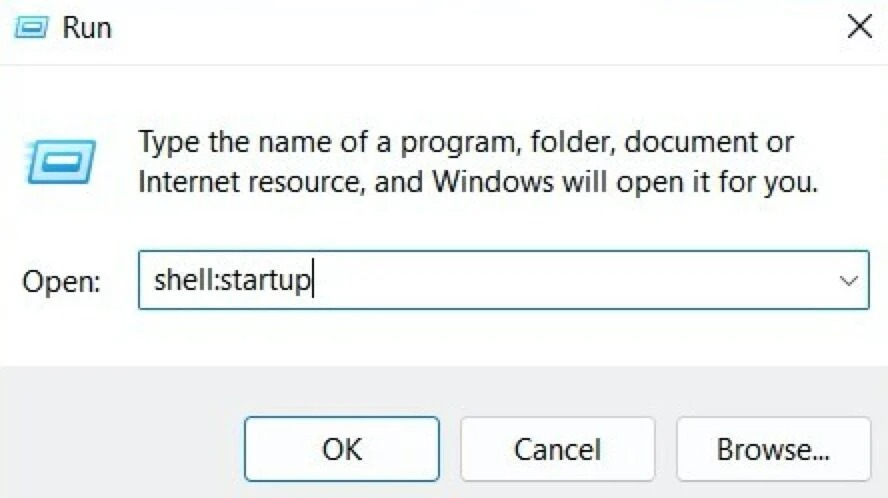 Run
Type the name of a program, folder, document or
Internet resource, and Windows will open it for you.
Open: shell:startup
OK Cancel Browse...